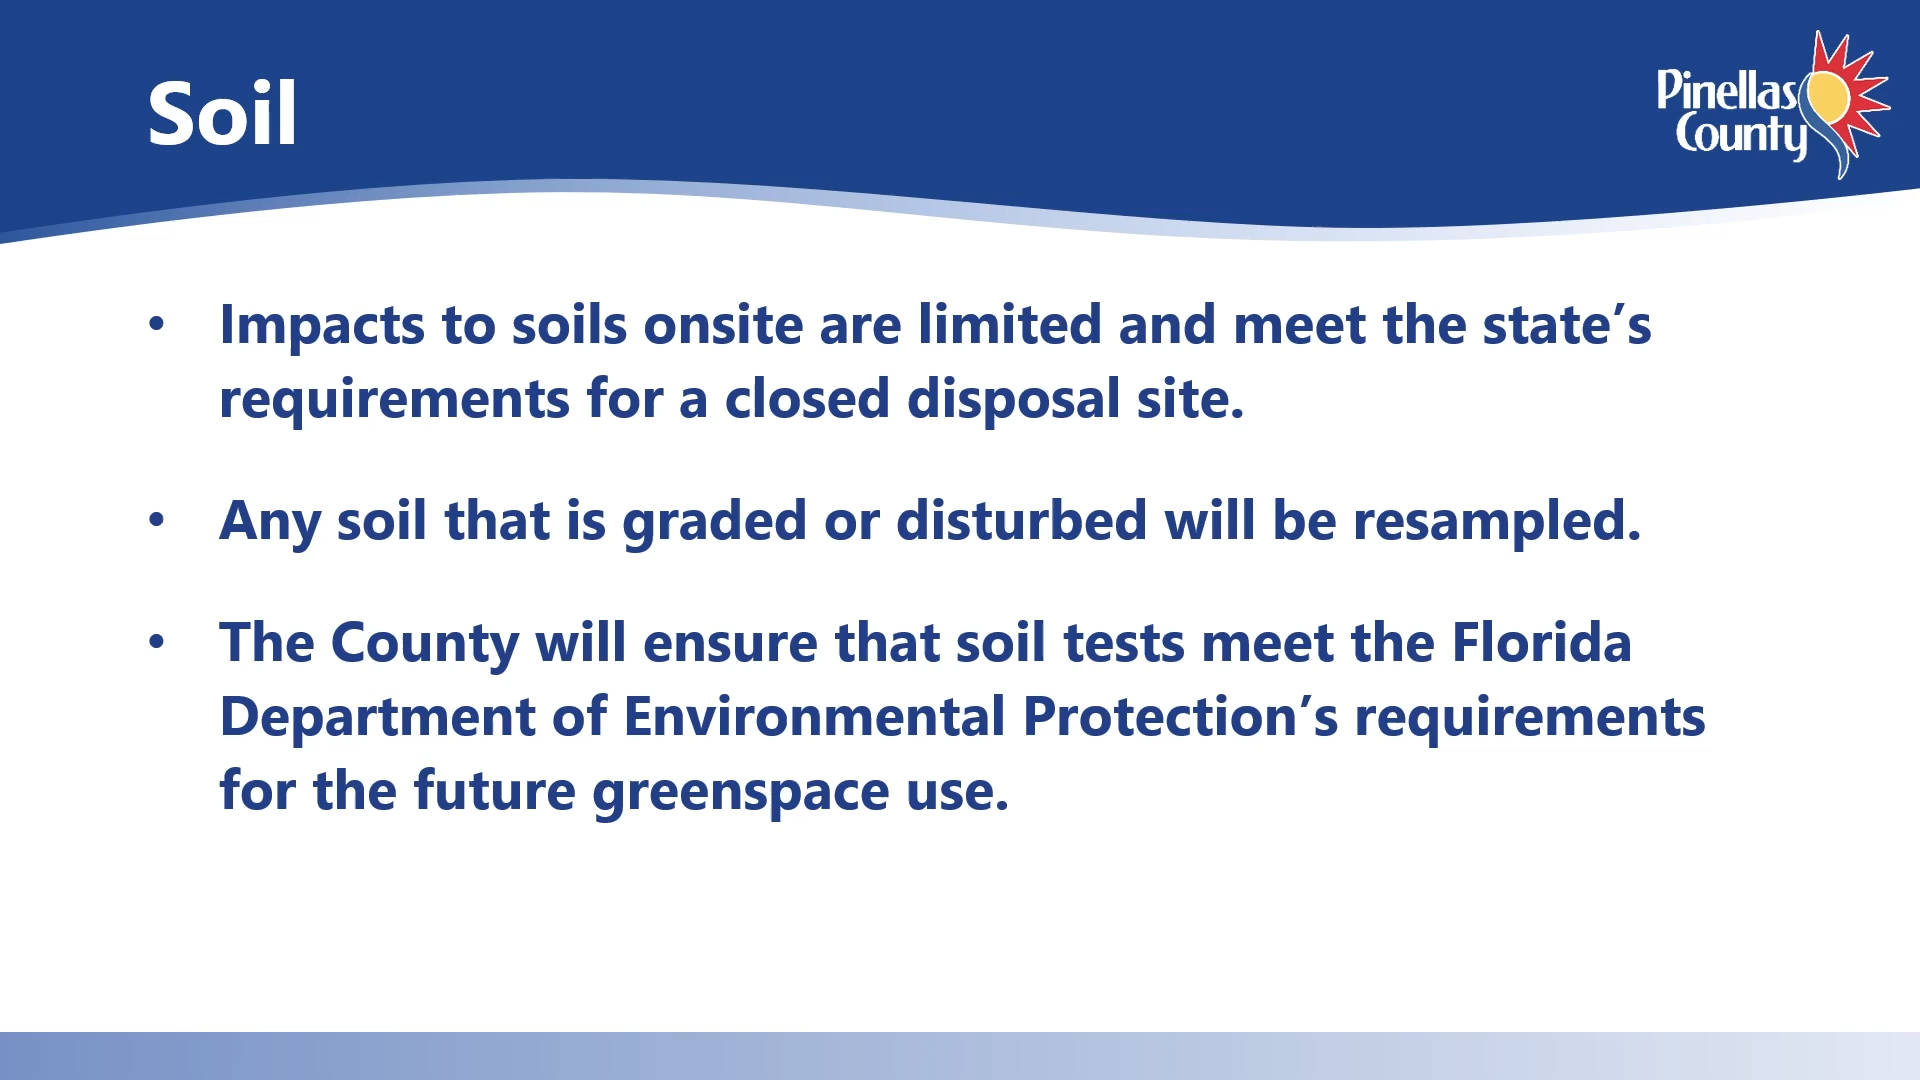 Soil
Pinellas
County
• Impacts to soils onsite are limited and meet the state’s
requirements for a closed disposal site.
• Any soil that is graded or disturbed will be resampled.
• The County will ensure that soil tests meet the Florida
Department of Environmental Protection’s requirements
for the future greenspace use.